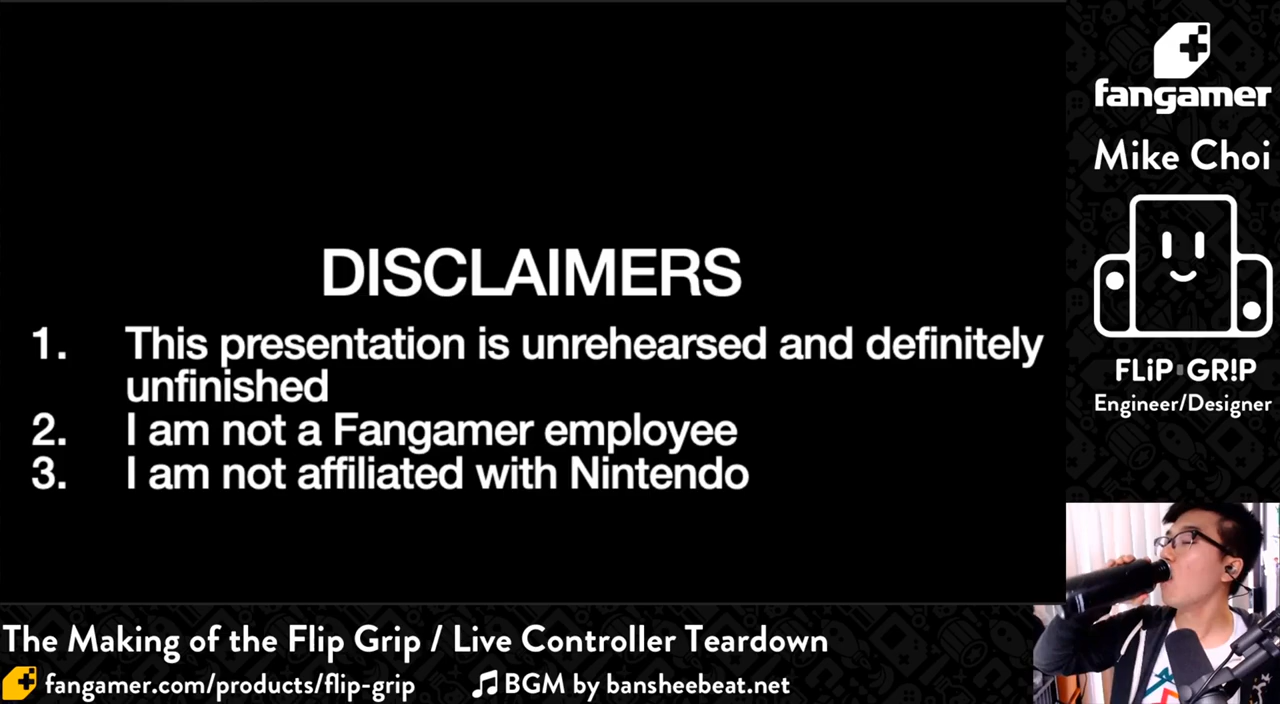 DISCLAIMERS
1. This presentation is unrehearsed and definitely
unfinished
2. I am not a Fangamer employee
3. I am not affiliated with Nintendo
fangamer
Mike Choi
FLiP GR!P
Engineer/Designer
The Making of the Flip Grip / Live Controller Teardown
fangamer.com/products/flip-grip BGM by bansheebeat.net